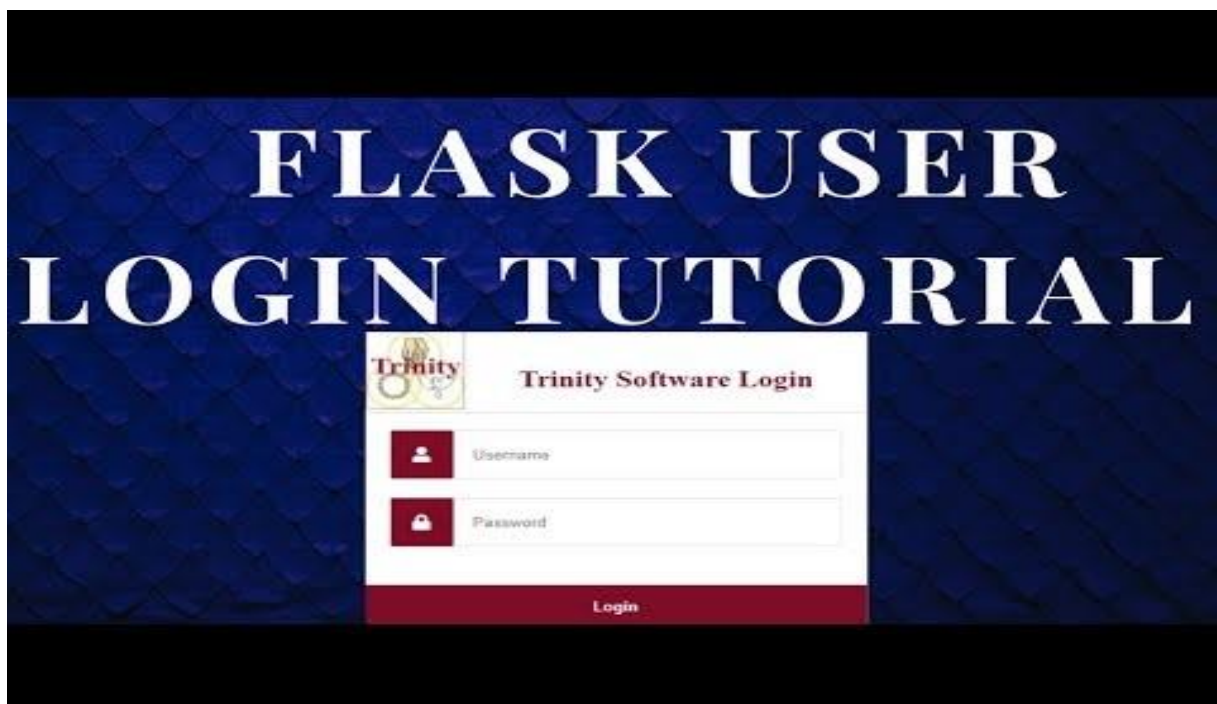 FLASK USER
LOGIN TUTORIAL
Trinity
Trinity Software Login
Username
Password
Login